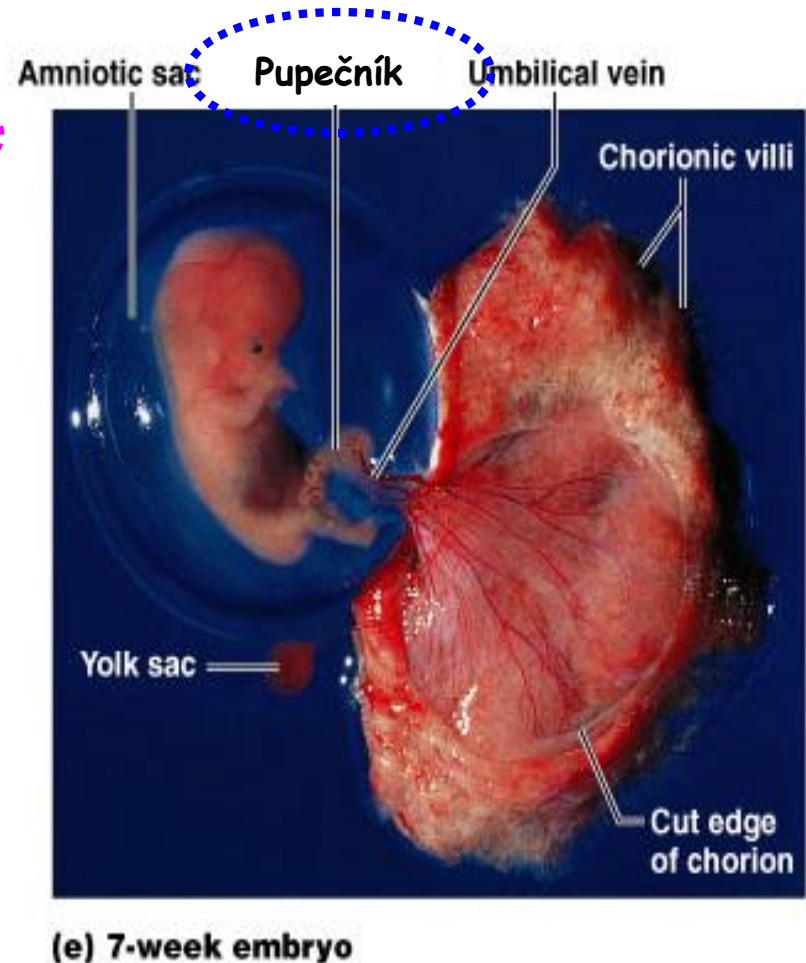 Amniotic sac
Pupečník
Umbilical vein
Chorionic villi
Yolk sac
Cut edge
of chorion
(e) 7-week embryo